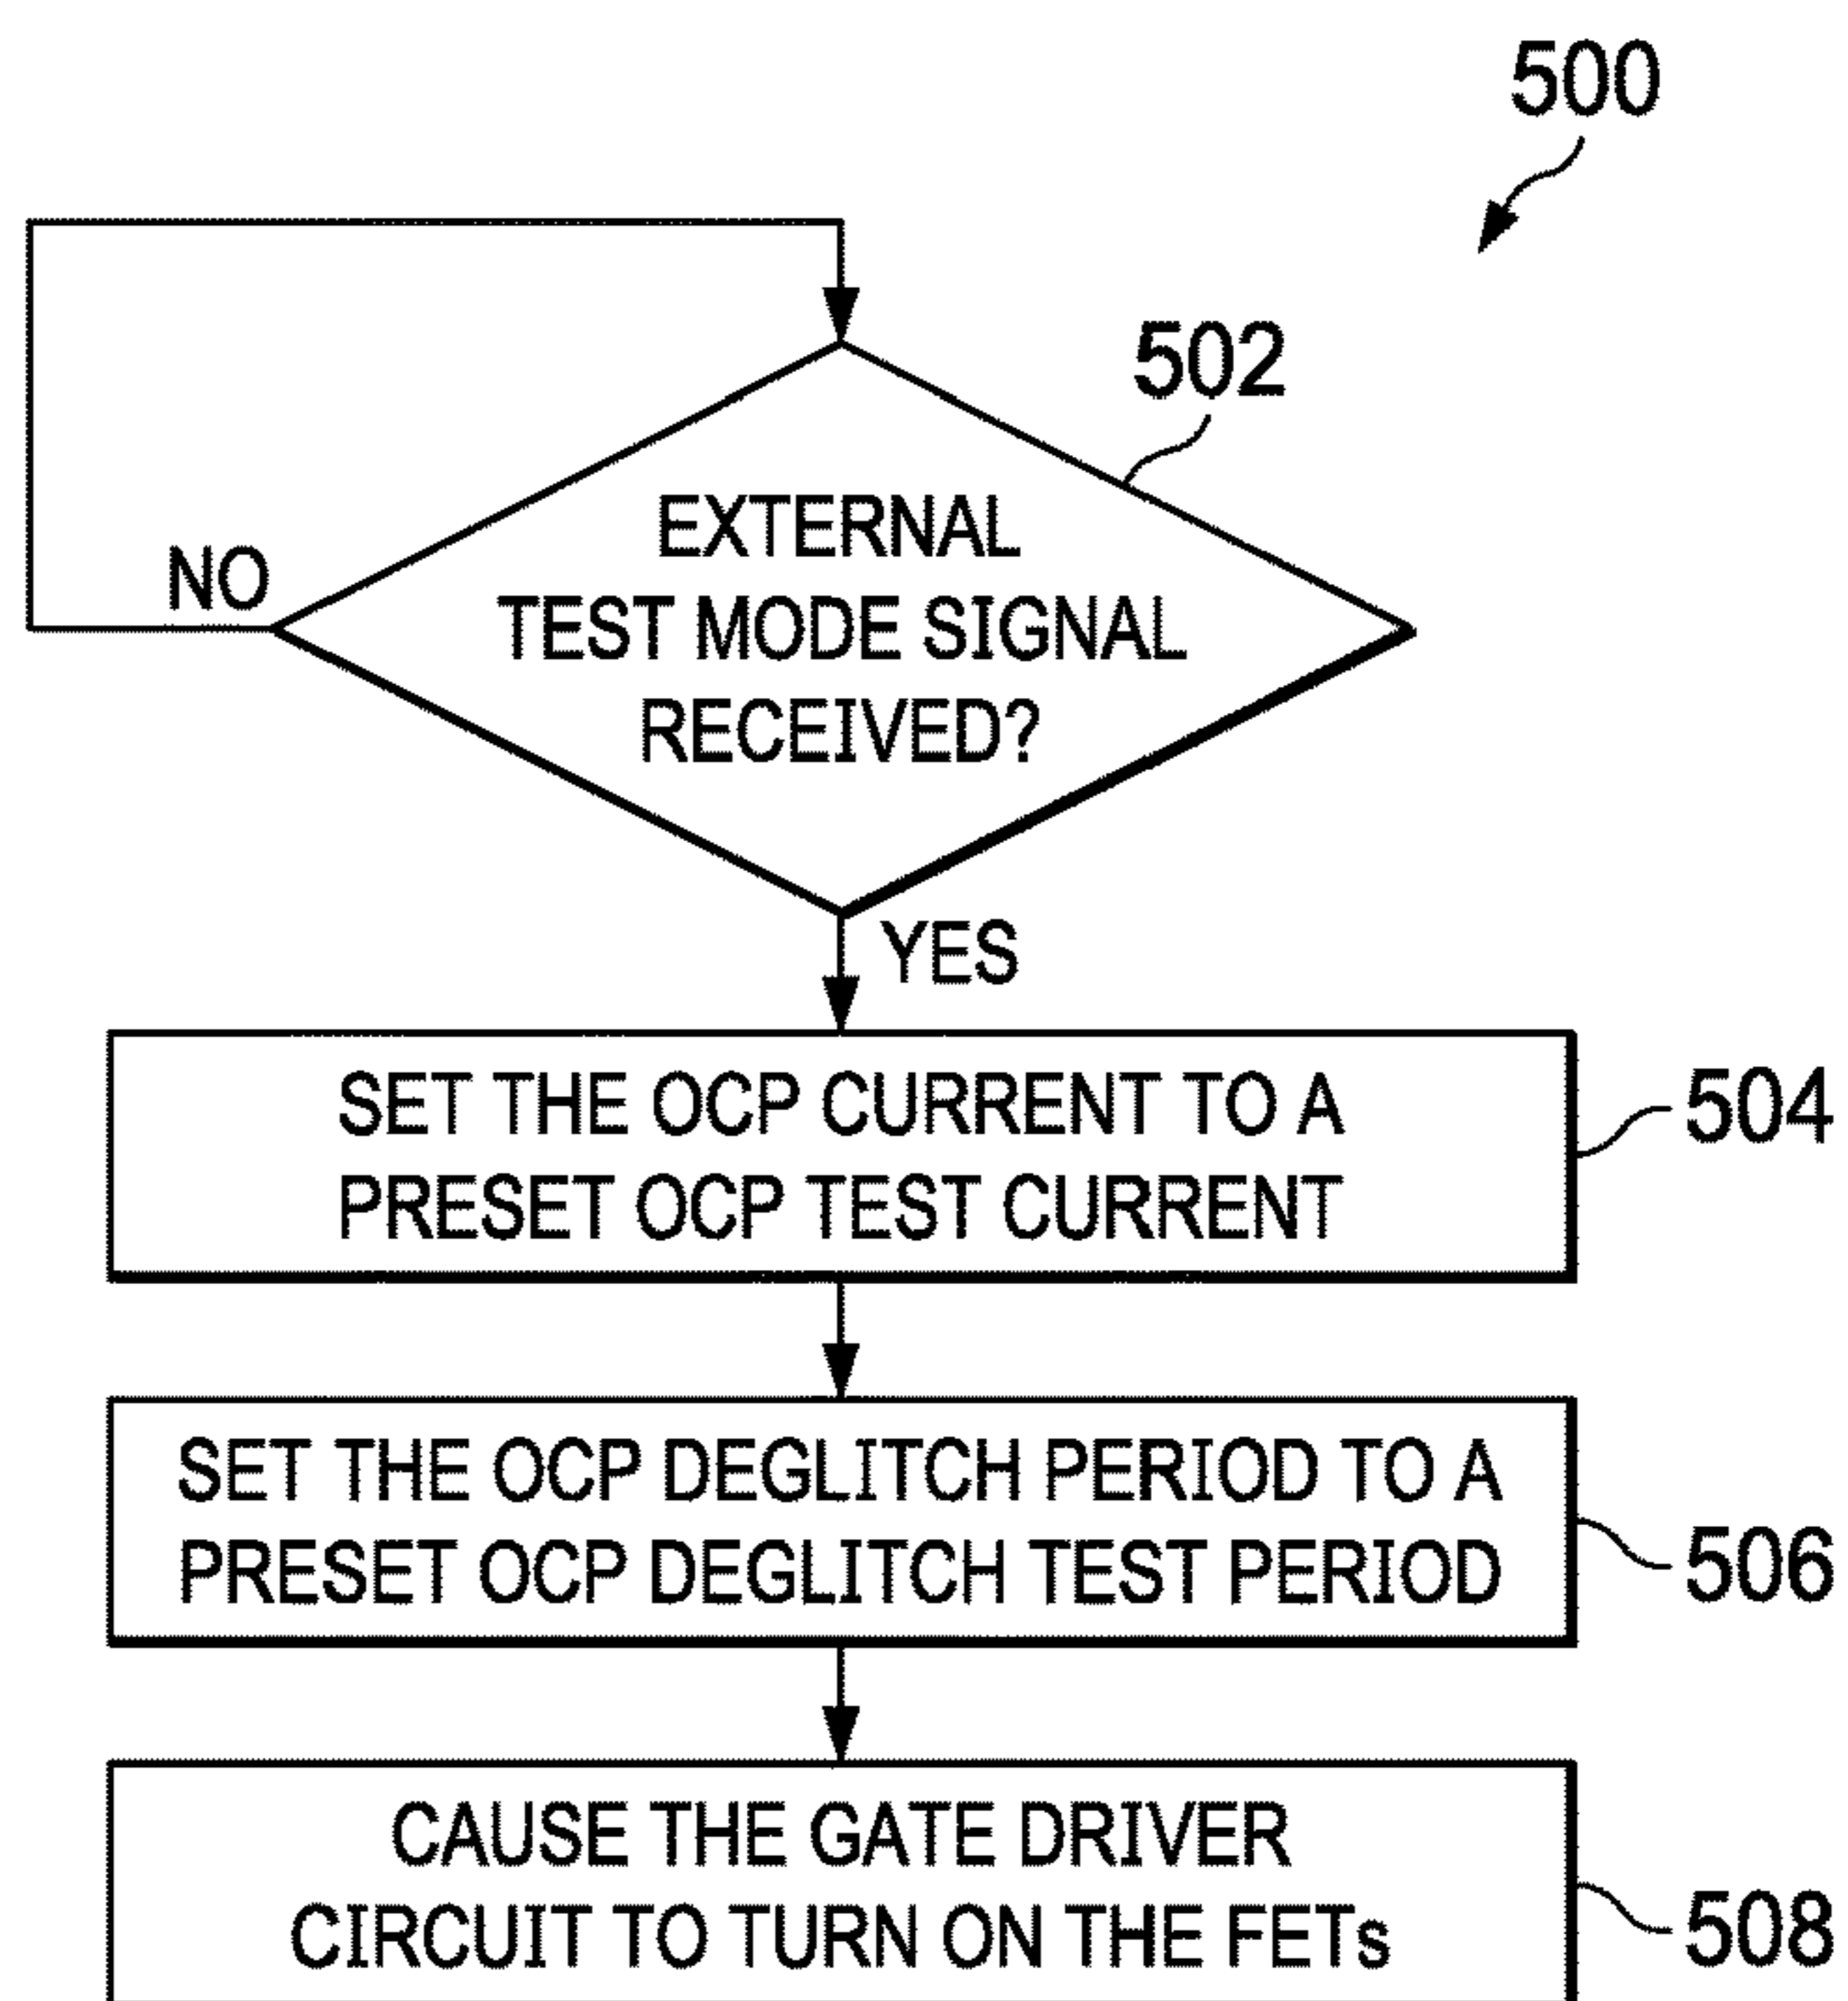 500
502
EXTERNAL
TEST MODE SIGNAL
RECEIVED?
NO
YES
SET THE OCP CURRENT TO A
PRESET OCP TEST CURRENT
504
SET THE OCP DEGLITCH PERIOD TO A
PRESET OCP DEGLITCH TEST PERIOD
506
CAUSE THE GATE DRIVER
CIRCUIT TO TURN ON THE FETs
508